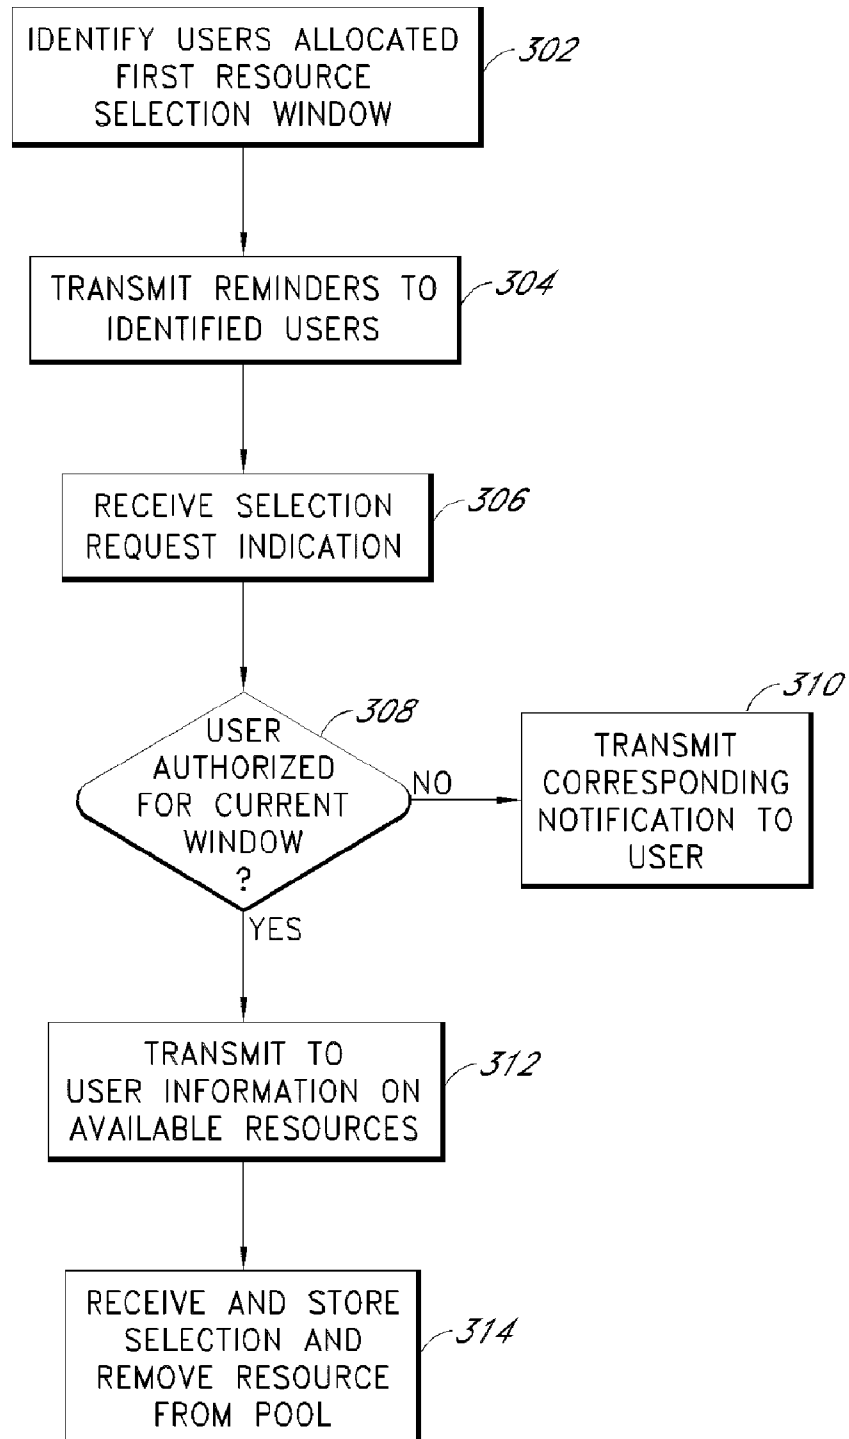 IDENTIFY USERS ALLOCATED
FIRST RESOURCE
SELECTION WINDOW
302
TRANSMIT REMINDERS TO
IDENTIFIED USERS
304
RECEIVE SELECTION
REQUEST INDICATION
306
USER
AUTHORIZED
FOR CURRENT
WINDOW
?
308
NO
TRANSMIT
CORRESPONDING
NOTIFICATION TO
USER
310
YES
TRANSMIT TO
USER INFORMATION ON
AVAILABLE RESOURCES
312
RECEIVE AND STORE
SELECTION AND
REMOVE RESOURCE
FROM POOL
314